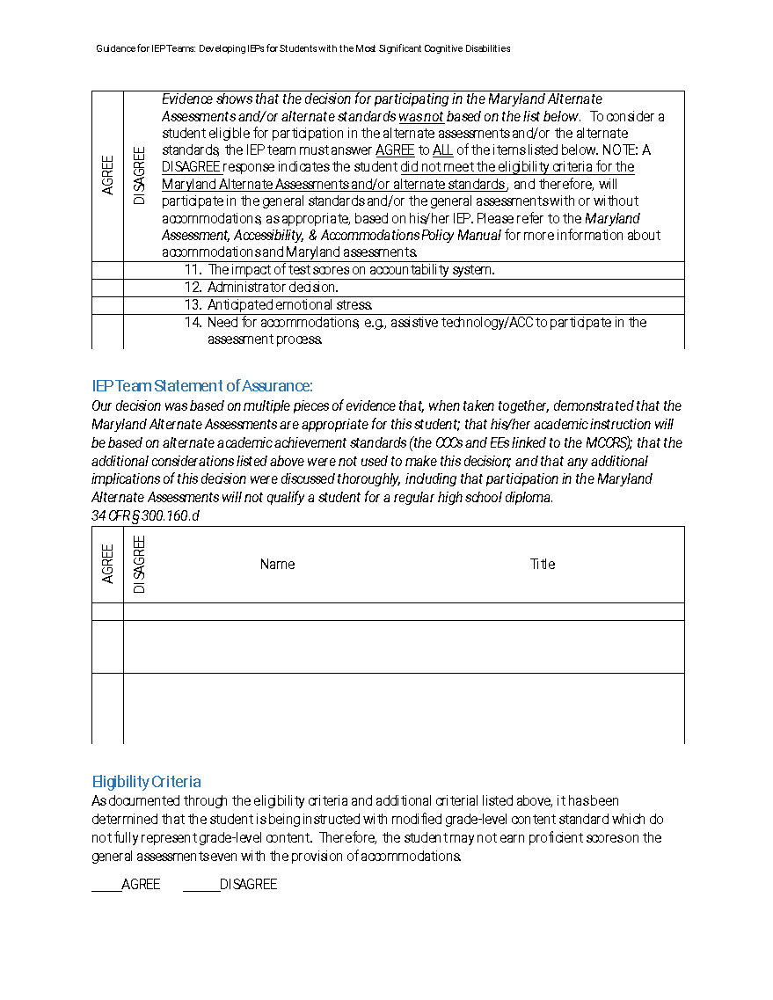 Guidance for IEP Teams: Developing IEPs for Students with the Most Significant Cognitive Disabilities
AGREE
DISAGREE
Evidence shows that the decision for participating in the Maryland Alternate
Assessments and/or alternate standards was not based on the list below. To consider a
student eligible for participation in the alternate assessments and/or the alternate
standards, the IEP team must answer AGREE to ALL of the items listed below. NOTE: A
DISAGREE response indicates the student did not meet the eligibility criteria for the
Maryland Alternate Assessments and/or alternate standards, and therefore, will
participate in the general standards and/or the general assessments with or without
accommodations, as appropriate, based on his/her IEP. Please refer to the Maryland
Assessment, Accessibility, & Accommodations Policy Manual for more information about
accommodations and Maryland assessments.
11. The impact of test scores on accountability system.
12. Administrator decision.
13. Anticipated emotional stress.
14. Need for accommodations, e.g., assistive technology/ACC to participate in the
assessment process.
IEP Team Statement of Assurance:
Our decision was based on multiple pieces of evidence that, when taken together, demonstrated that the
Maryland Alternate Assessments are appropriate for this student; that his/her academic instruction will
be based on alternate academic achievement standards (the CCCs and EEs linked to the MCCRS); that the
additional considerations listed above were not used to make this decision; and that any additional
implications of this decision were discussed thoroughly, including that participation in the Maryland
Alternate Assessments will not qualify a student for a regular high school diploma.
34 CFR § 300.160.d
AGREE
DISAGREE
Name Title
Eligibility Criteria
As documented through the eligibility criteria and additional criterial listed above, it has been
determined that the student is being instructed with modified grade-level content standard which do
not fully represent grade-level content. Therefore, the student may not earn proficient scores on the
general assessments even with the provision of accommodations.
_____AGREE ______DISAGREE